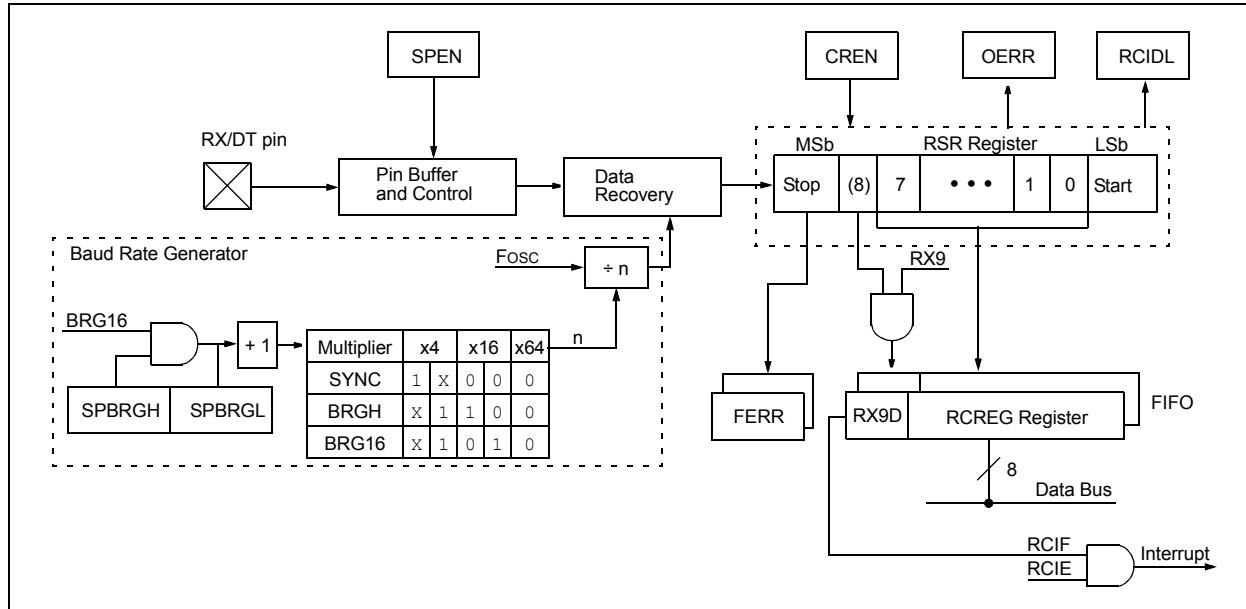 SPEN
CREN
OERR
RCIDL
RX/DT pin
MSb
RSR Register
LSb
Pin Buffer
and Control
Data
Recovery
Stop (8) 7 • • • 1 0 Start
Baud Rate Generator
FOSC
÷ n
RX9
BRG16
+ 1
n
Multiplier x4 x16 x64
SYNC 1 X 0 0 0
BRGH X 1 1 0 0
BRG16 X 1 0 1 0
SPBRGH SPBRGL
FERR
RX9D RCREG Register
FIFO
8
Data Bus
RCIF
RCIE
Interrupt